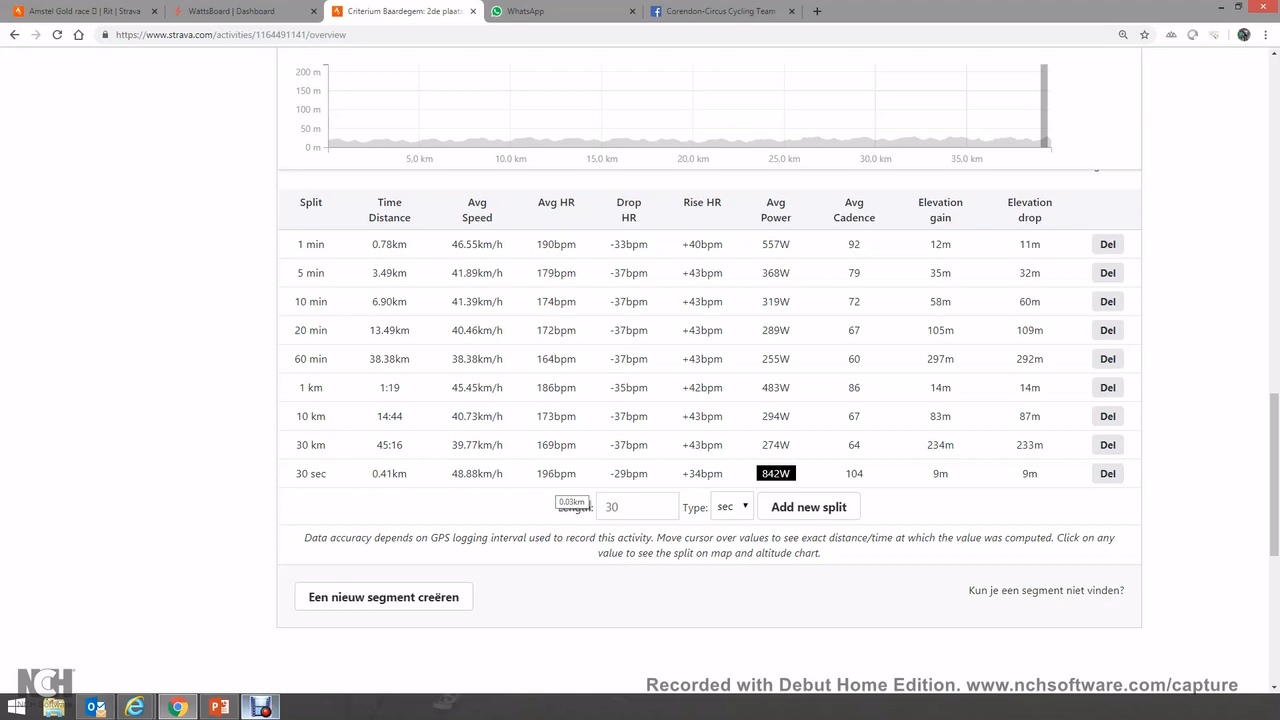 Amstel Gold race | Rit | Strava
WattsBoard | Dashboard
Criterium Baardegem: 2de plaats
WhatsApp
Corendon-Circus Cycling Team
https://www.strava.com/activities/1164491141/overview
200 m
150 m
100 m
50 m
0 m
5,0 km 10,0 km 15,0 km 20,0 km 25,0 km 30,0 km 35,0 km
Split Time Distance Avg Speed Avg HR Drop HR Rise HR Avg Power Avg Cadence Elevation gain Elevation drop
1 min 0.78km 46.55km/h 190bpm -33bpm +40bpm 557W 92 12m 11m Del
5 min 3.49km 41.89km/h 179bpm -37bpm +43bpm 368W 79 35m 32m Del
10 min 6.90km 41.39km/h 174bpm -37bpm +43bpm 319W 72 58m 60m Del
20 min 13.49km 40.46km/h 172bpm -37bpm +43bpm 289W 67 105m 109m Del
60 min 38.38km 38.38km/h 164bpm -37bpm +43bpm 255W 60 297m 292m Del
1 km 1:19 45.45km/h 186bpm -35bpm +42bpm 483W 86 14m 14m Del
10 km 14:44 40.73km/h 173bpm -37bpm +43bpm 294W 67 83m 87m Del
30 km 45:16 39.77km/h 169bpm -37bpm +43bpm 274W 64 234m 233m Del
30 sec 0.41km 48.88km/h 196bpm -29bpm +34bpm 842W 104 9m 9m Del
0.03km
Length: 30 Type: sec Add new split
Data accuracy depends on GPS logging interval used to record this activity. Move cursor over values to see exact distance/time at which the value was computed. Click on any
value to see the split on map and altitude chart.
Een nieuw segment creëren
Kun je een segment niet vinden?
NCH
NCH Software
Recorded with Debut Home Edition. www.nchsoftware.com/capture